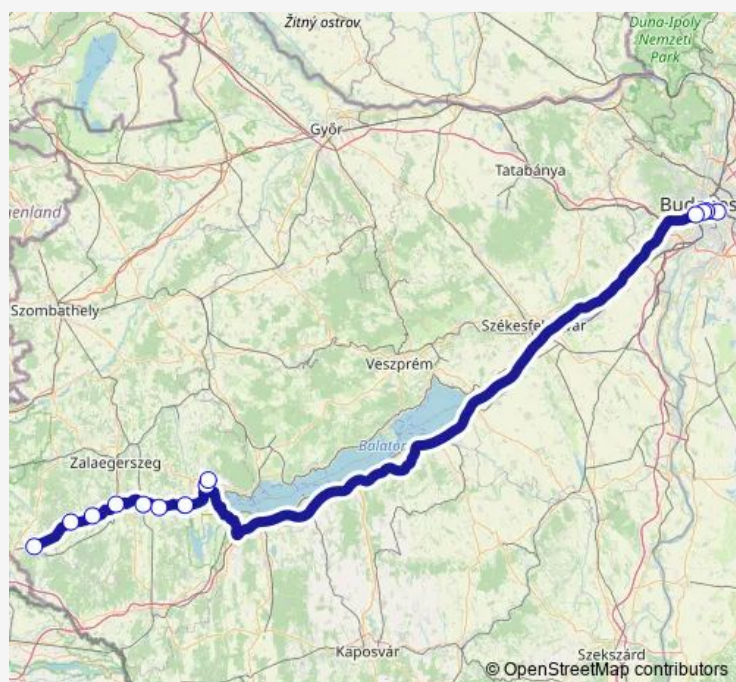 Žitný ostrov
Duna-Ipoly
Nemzeti
Park
Győr
Tatabánya
enland
Szombathely
Veszprém
Balaton
Zalaegerszeg
Kaposvár
Szekszárd
© OpenStreetMap contributors